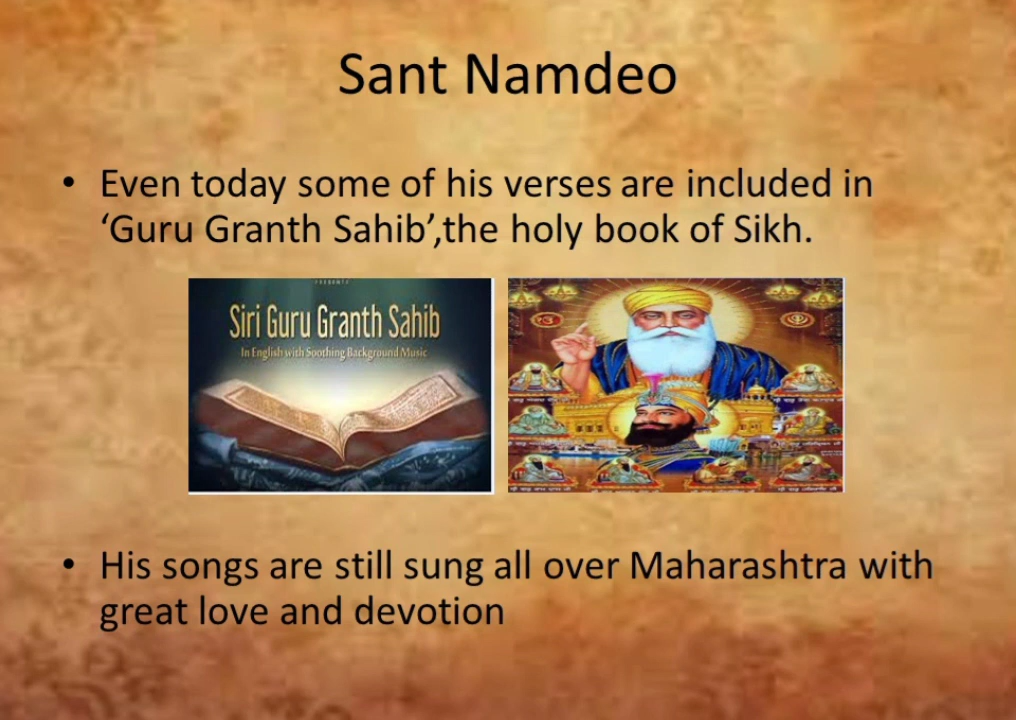 Sant Namdeo
• Even today some of his verses are included in
‘Guru Granth Sahib’,the holy book of Sikh.
PRESENTS
Siri Guru Granth Sahib
In English with Soothing Background Music
• His songs are still sung all over Maharashtra with
great love and devotion